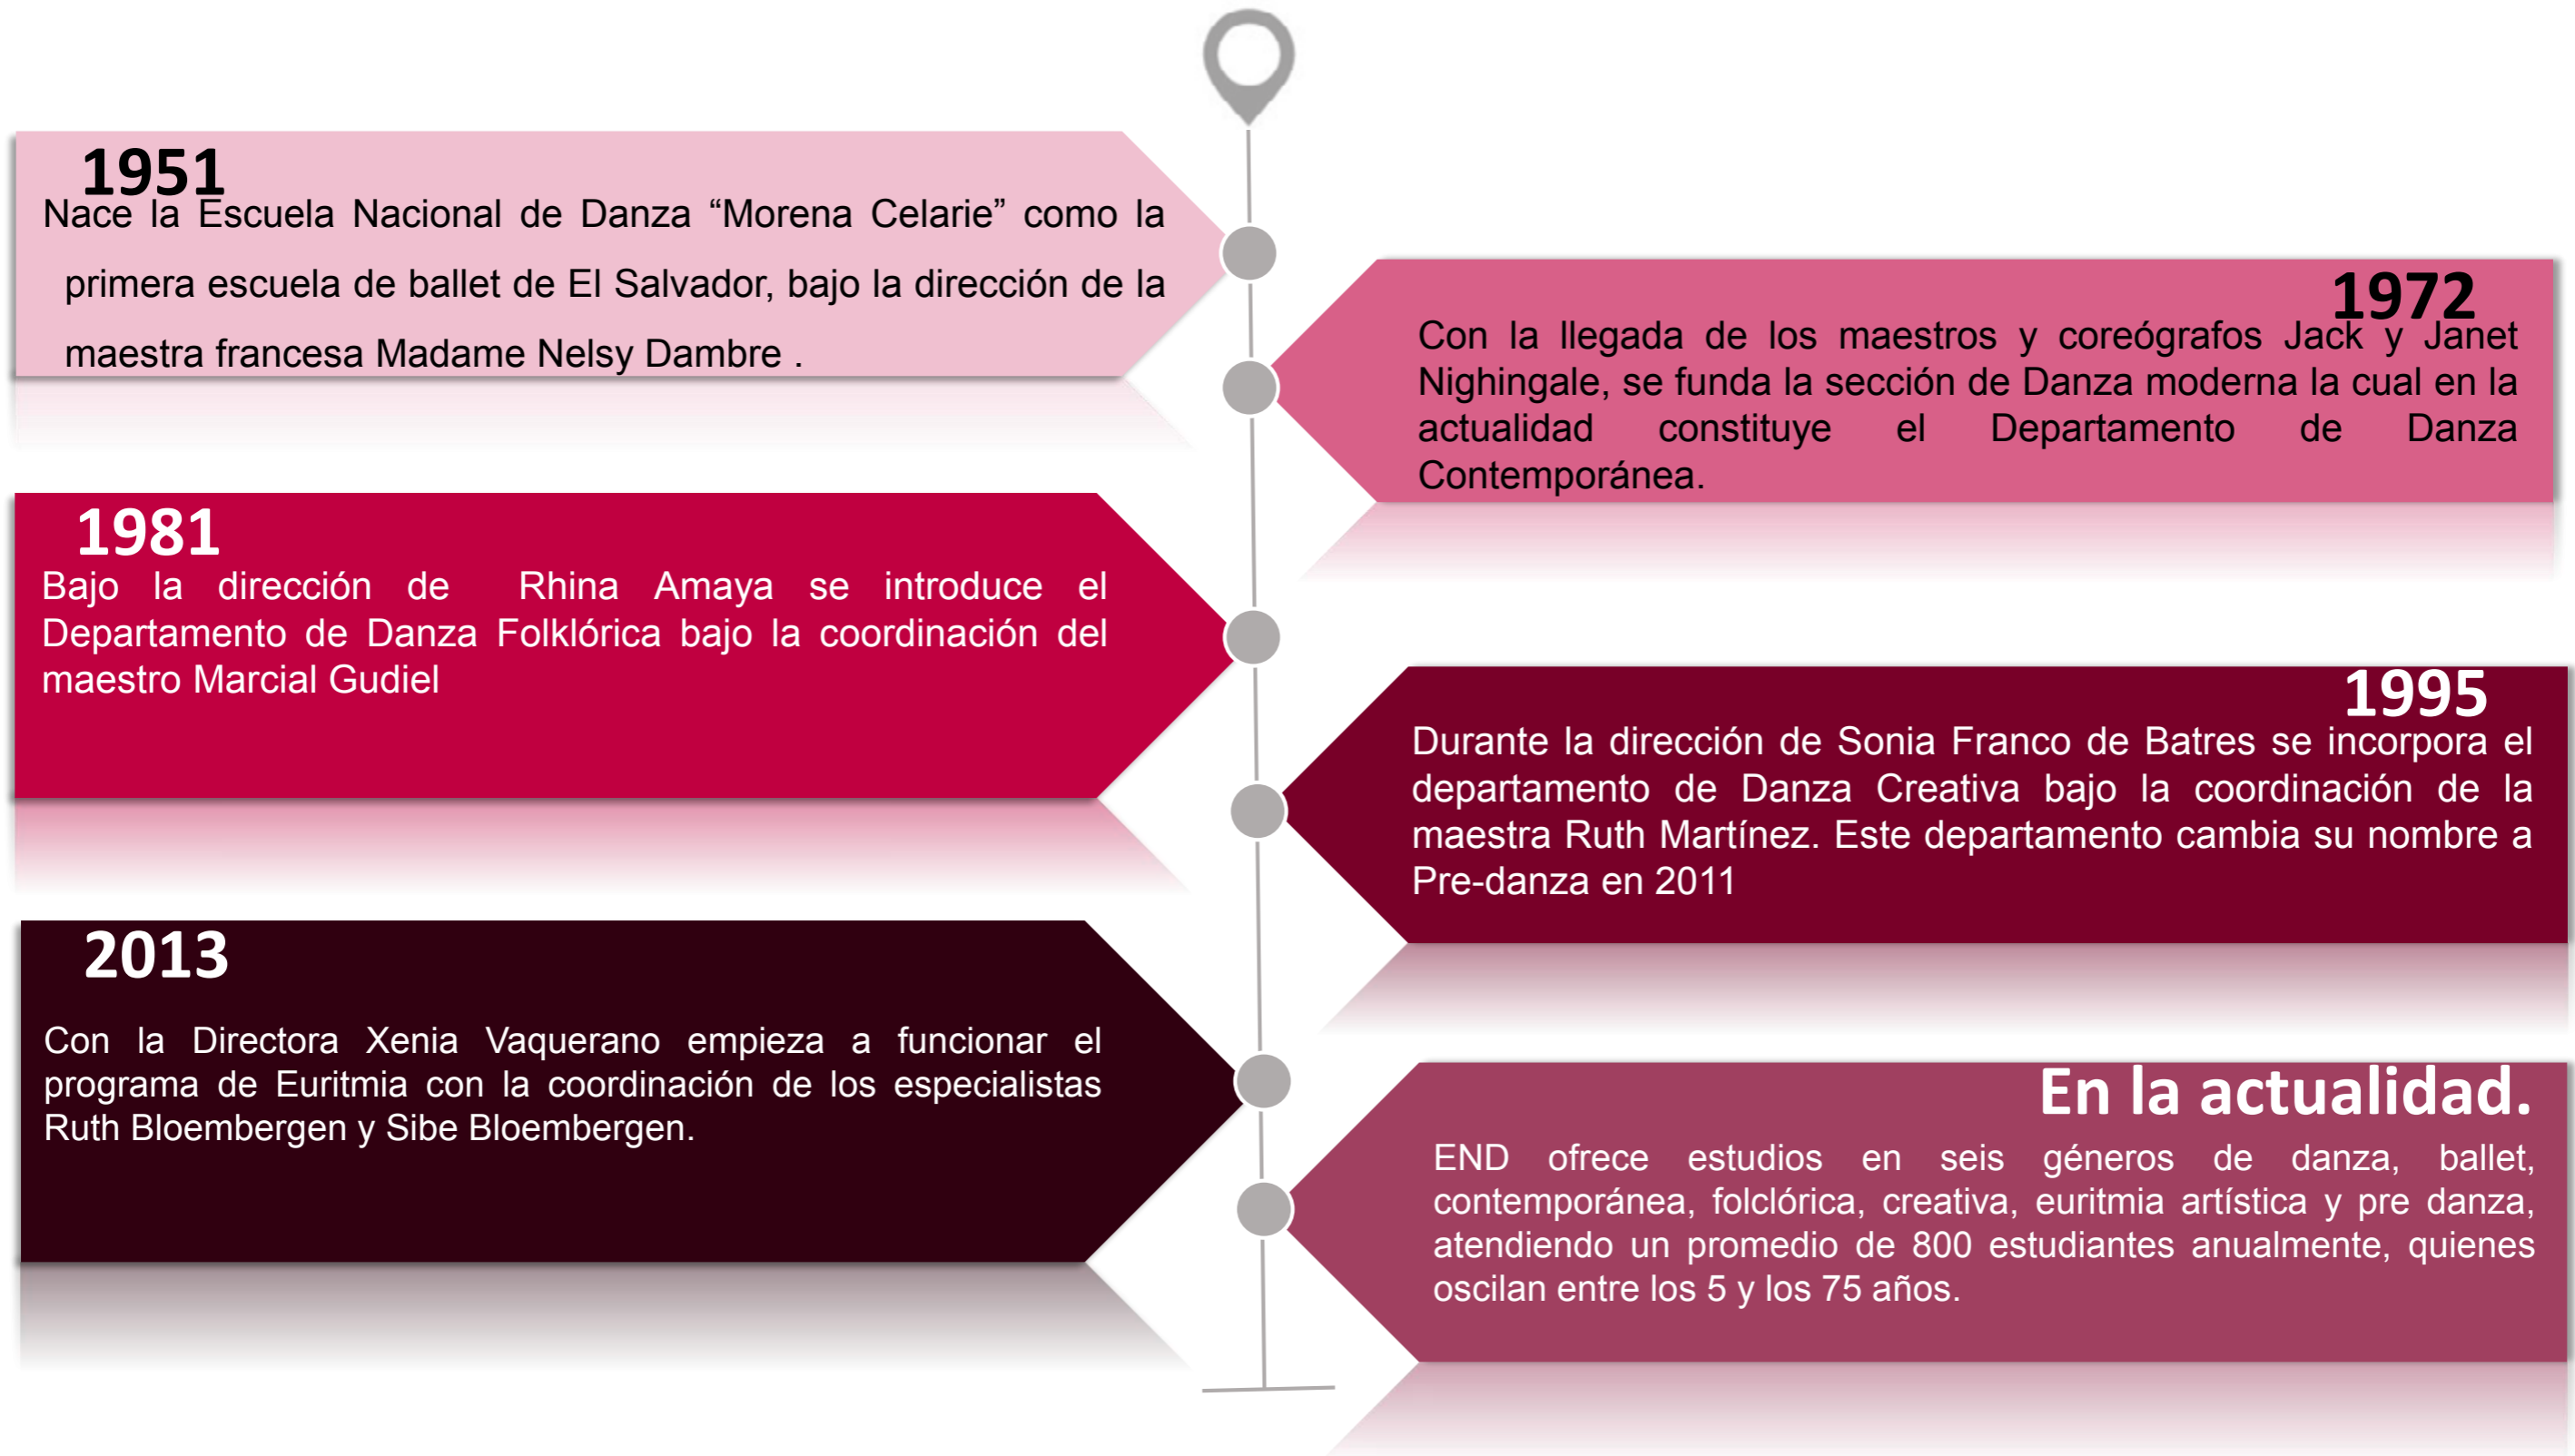 1951
Nace la Escuela Nacional de Danza “Morena Celarie” como la
primera escuela de ballet de El Salvador, bajo la dirección de la
maestra francesa Madame Nelsy Dambre .
1972
Con la llegada de los maestros y coreógrafos Jack y Janet
Nighingale, se funda la sección de Danza moderna la cual en la
actualidad constituye el Departamento de Danza
Contemporánea.
1981
Bajo la dirección de Rhina Amaya se introduce el
Departamento de Danza Folklórica bajo la coordinación del
maestro Marcial Gudiel
1995
Durante la dirección de Sonia Franco de Batres se incorpora el
departamento de Danza Creativa bajo la coordinación de la
maestra Ruth Martínez. Este departamento cambia su nombre a
Pre-danza en 2011
2013
Con la Directora Xenia Vaquerano empieza a funcionar el
programa de Euritmia con la coordinación de los especialistas
Ruth Bloembergen y Sibe Bloembergen.
En la actualidad.
END ofrece estudios en seis géneros de danza, ballet,
contemporánea, folclórica, creativa, euritmia artística y pre danza,
atendiendo un promedio de 800 estudiantes anualmente, quienes
oscilan entre los 5 y los 75 años.